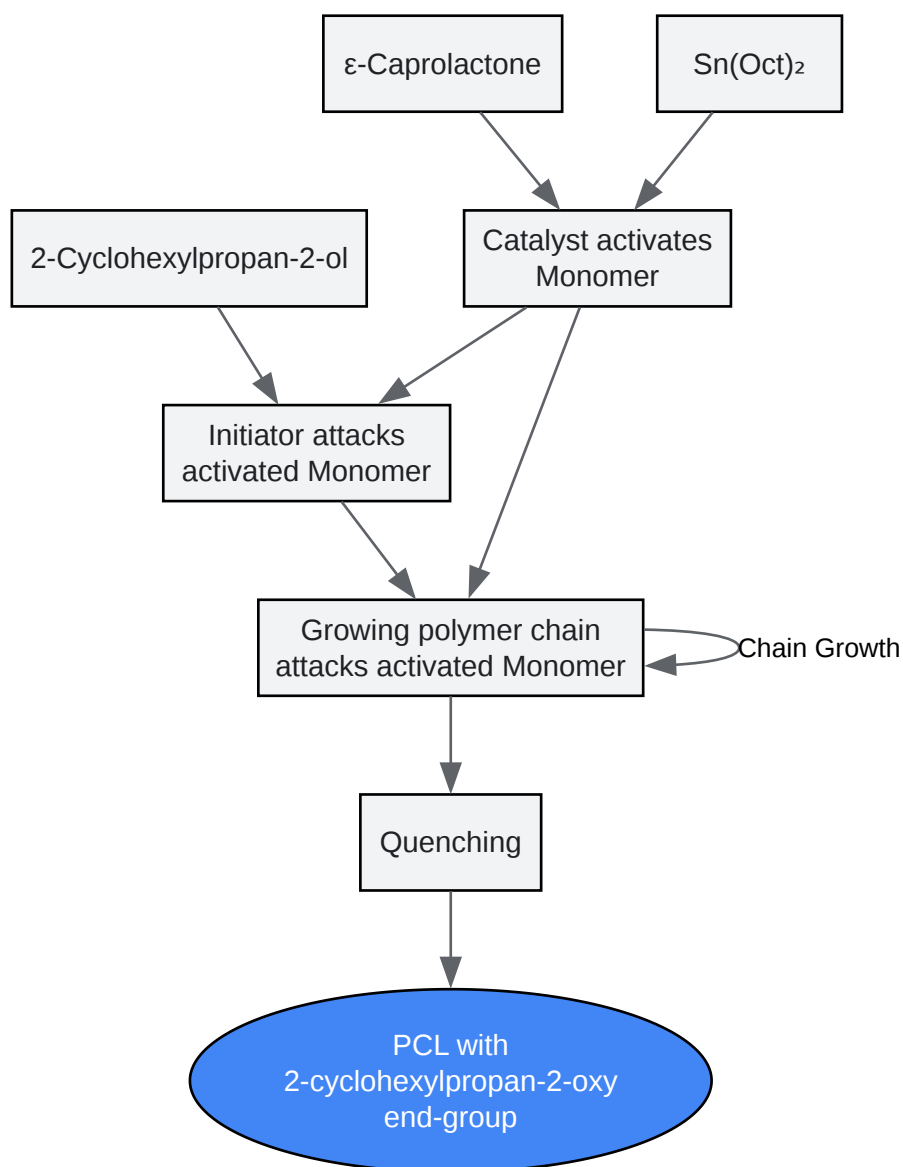 ε-Caprolactone
Sn(Oct)₂
2-Cyclohexylpropan-2-ol
Catalyst activates
Monomer
Initiator attacks
activated Monomer
Growing polymer chain
attacks activated Monomer
Chain Growth
Quenching
PCL with
2-cyclohexylpropan-2-oxy
end-group